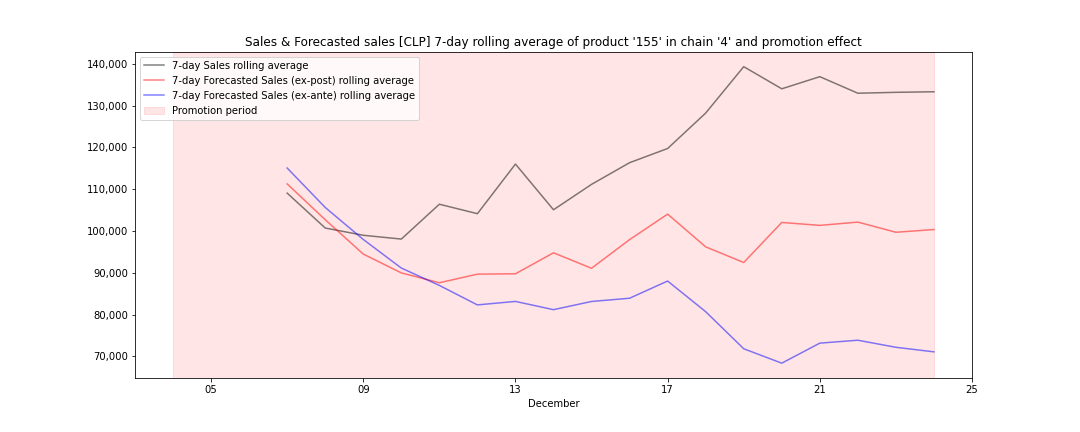 Sales & Forecasted sales [CLP] 7-day rolling average of product '155' in chain '4' and promotion effect
7-day Sales rolling average
7-day Forecasted Sales (ex-post) rolling average
7-day Forecasted Sales (ex-ante) rolling average
Promotion period
140,000
130,000
120,000
110,000
100,000
90,000
80,000
70,000
05 09 13 17 21 25
December